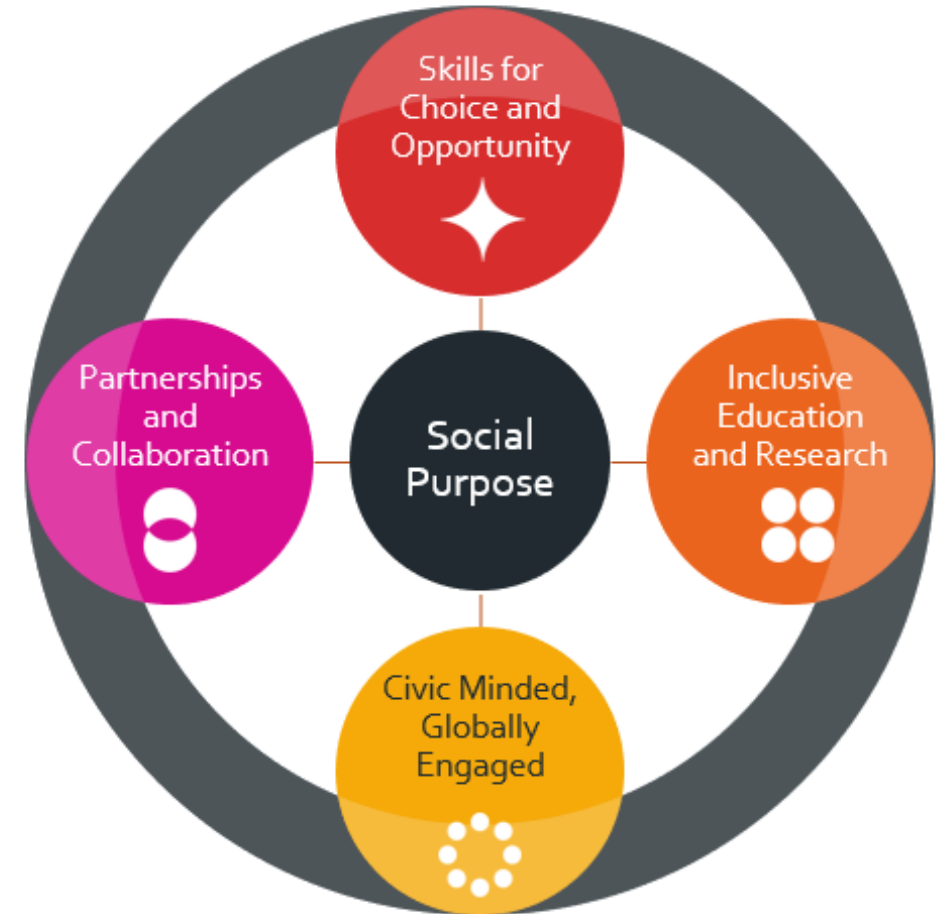 Skills for
Choice and
Opportunity
Partnerships
and
Collaboration
Social
Purpose
Inclusive
Education
and Research
Civic Minded,
Globally
Engaged